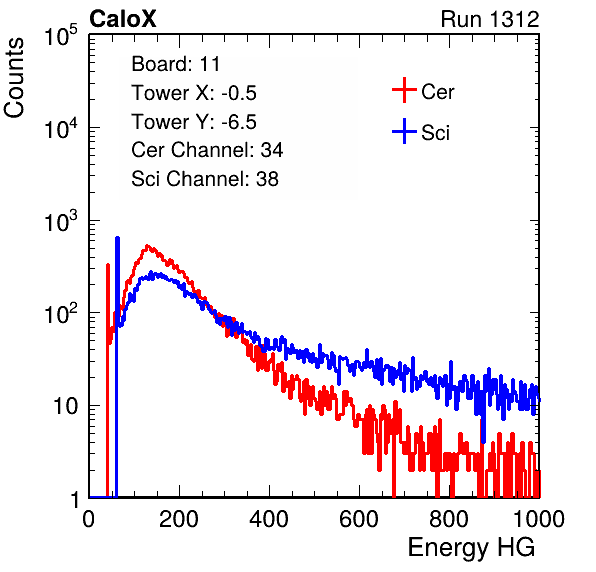 CaloX Run 1312
Counts
10^5
10^4
10^3
10^2
10
1
Board: 11
Tower X: -0.5
Tower Y: -6.5
Cer Channel: 34
Sci Channel: 38
Cer
Sci
0 200 400 600 800 1000
Energy HG